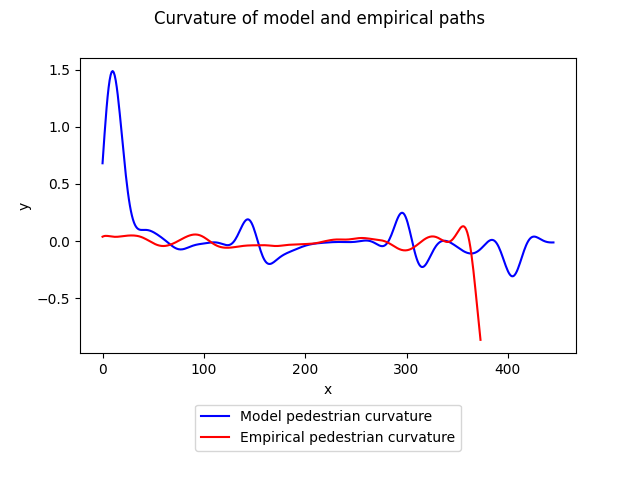 Curvature of model and empirical paths
1.5
1.0
0.5
0.0
−0.5
y
0 100 200 300 400
x
Model pedestrian curvature
Empirical pedestrian curvature